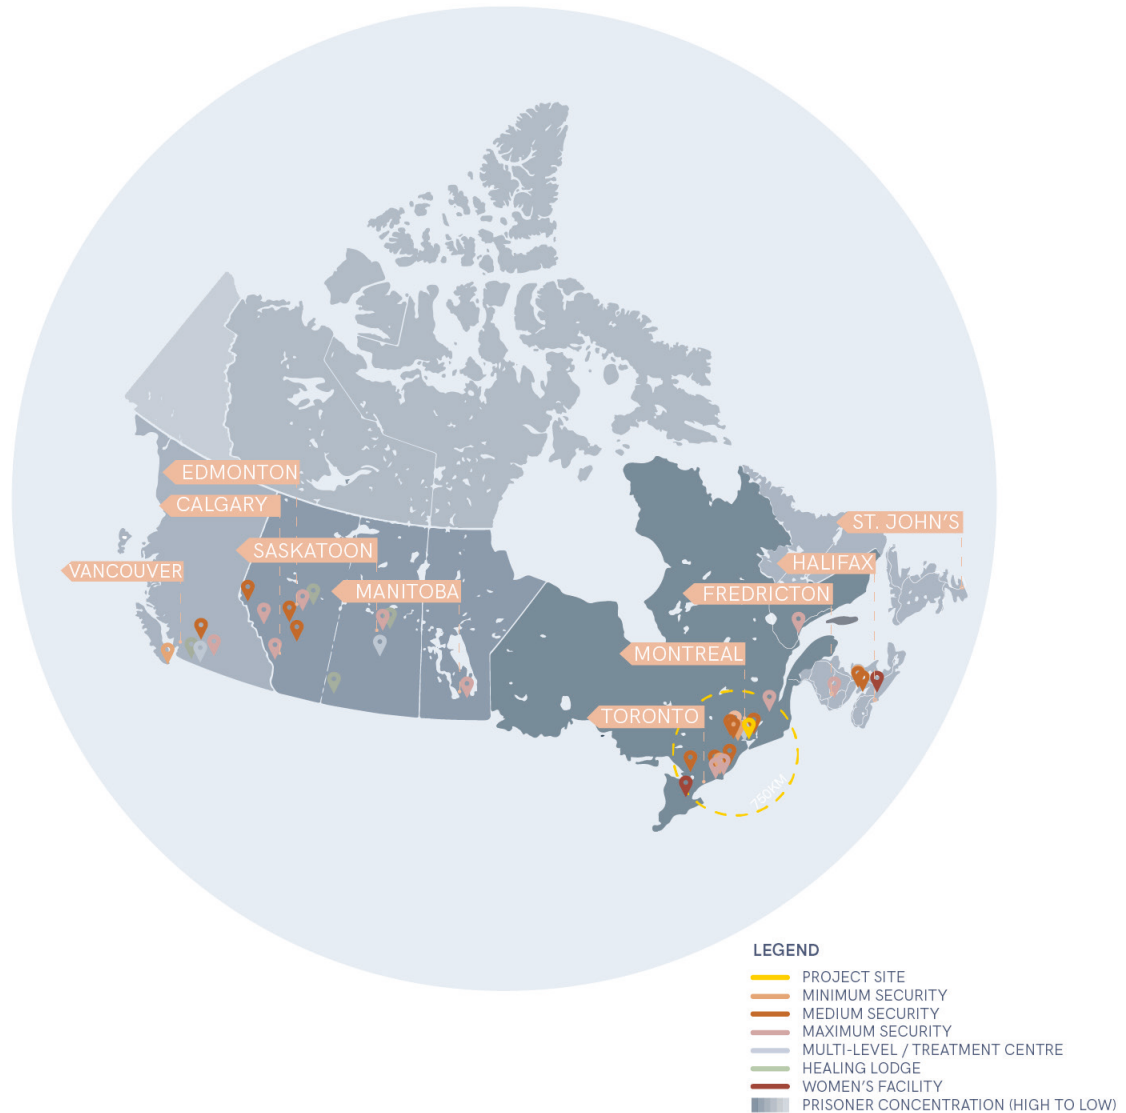 EDMONTON
CALGARY
ST. JOHN'S
SASKATOON
HALIFAX
VANCOUVER
MANITOBA
FREDRICTON
MONTREAL
TORONTO
750KM
LEGEND
PROJECT SITE
MINIMUM SECURITY
MEDIUM SECURITY
MAXIMUM SECURITY
MULTI-LEVEL / TREATMENT CENTRE
HEALING LODGE
WOMEN'S FACILITY
PRISONER CONCENTRATION (HIGH TO LOW)